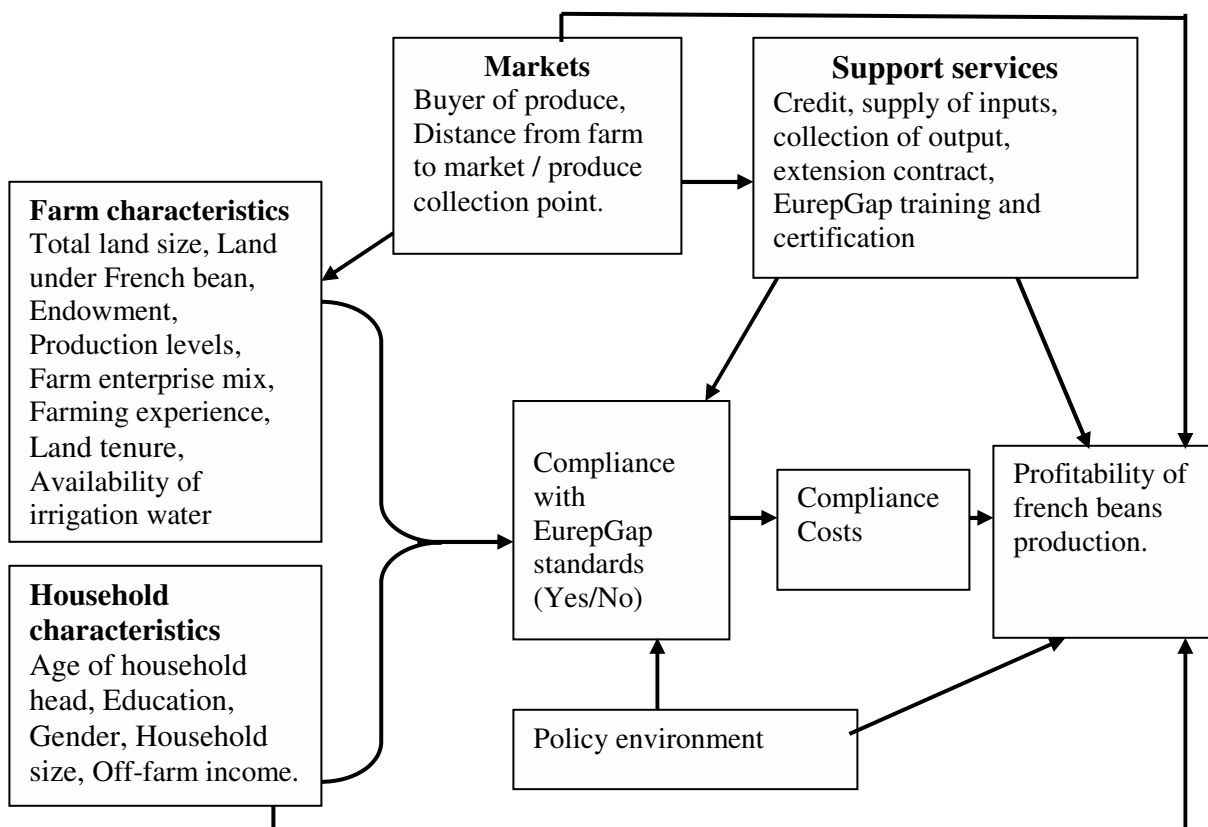 Markets
Buyer of produce,
Distance from farm
to market / produce
collection point.
Support services
Credit, supply of inputs,
collection of output,
extension contract,
EurepGap training and
certification
Farm characteristics
Total land size, Land
under French bean,
Endowment,
Production levels,
Farm enterprise mix,
Farming experience,
Land tenure,
Availability of
irrigation water
Compliance
with
EurepGap
standards
(Yes/No)
Compliance
Costs
Profitability of
french beans
production.
Household
characteristics
Age of household
head, Education,
Gender, Household
size, Off-farm income.
Policy environment